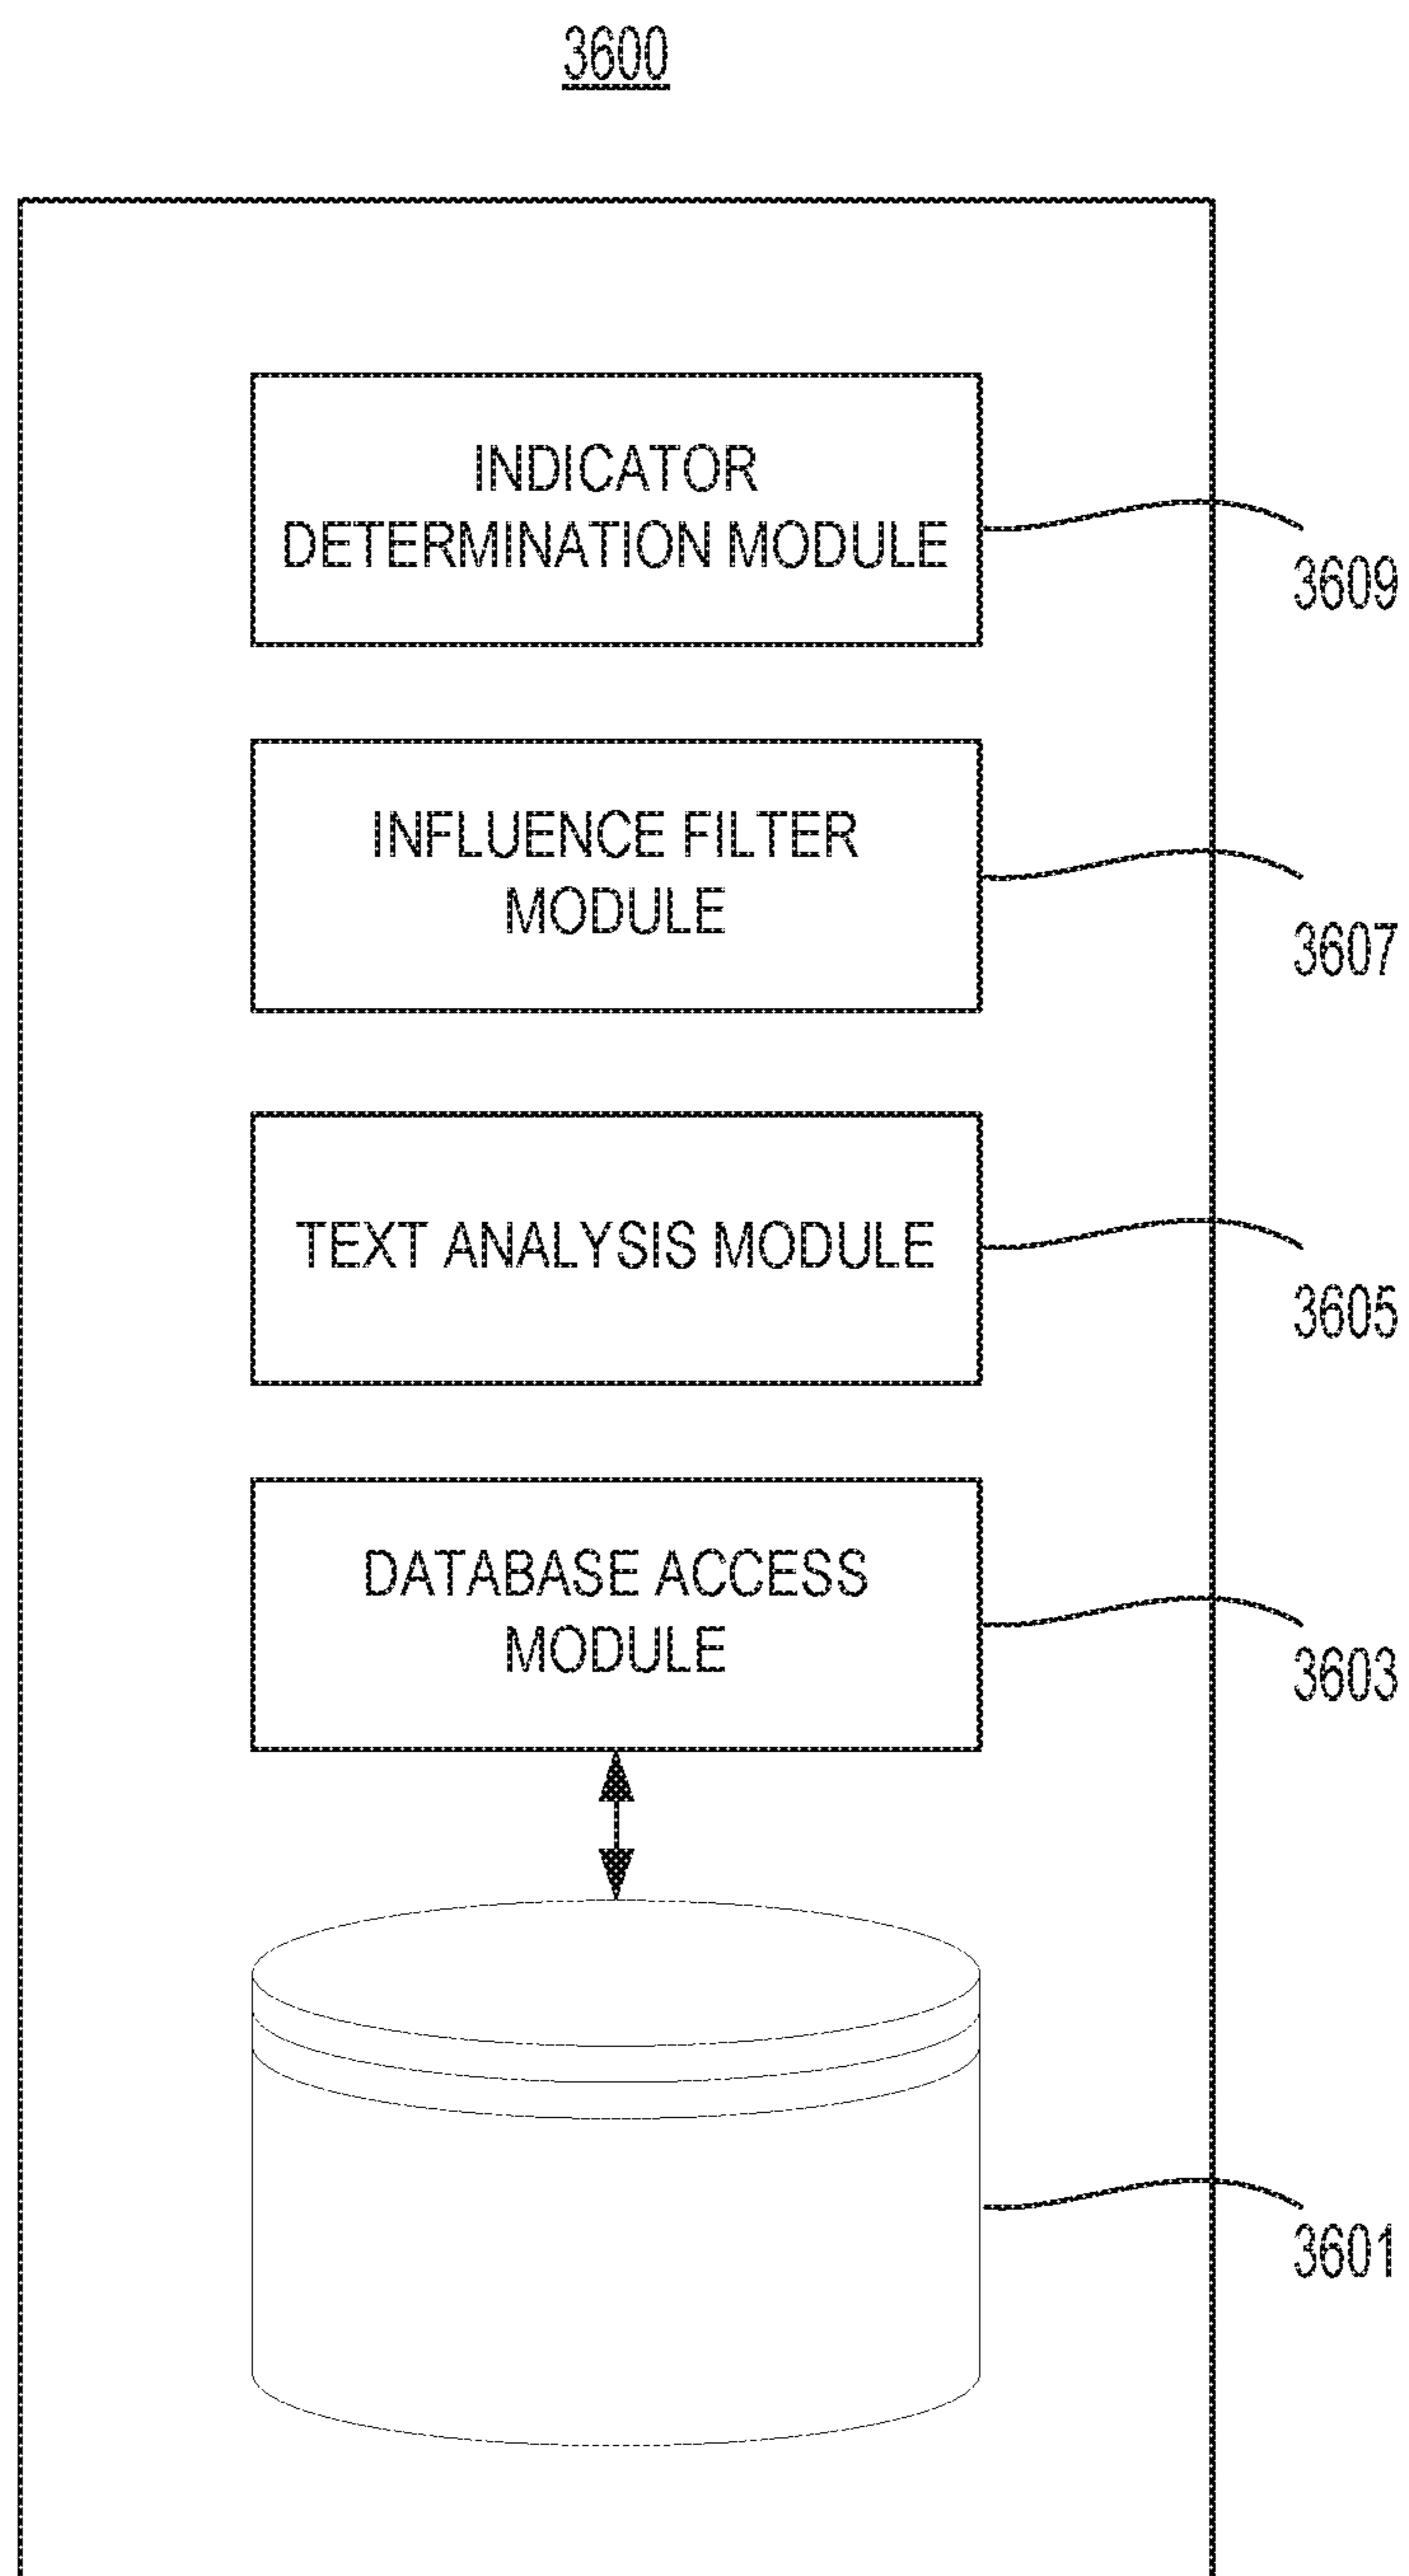 3600
INDICATOR
DETERMINATION MODULE
3609
INFLUENCE FILTER
MODULE
3607
TEXT ANALYSIS MODULE
3605
DATABASE ACCESS
MODULE
3603
3601